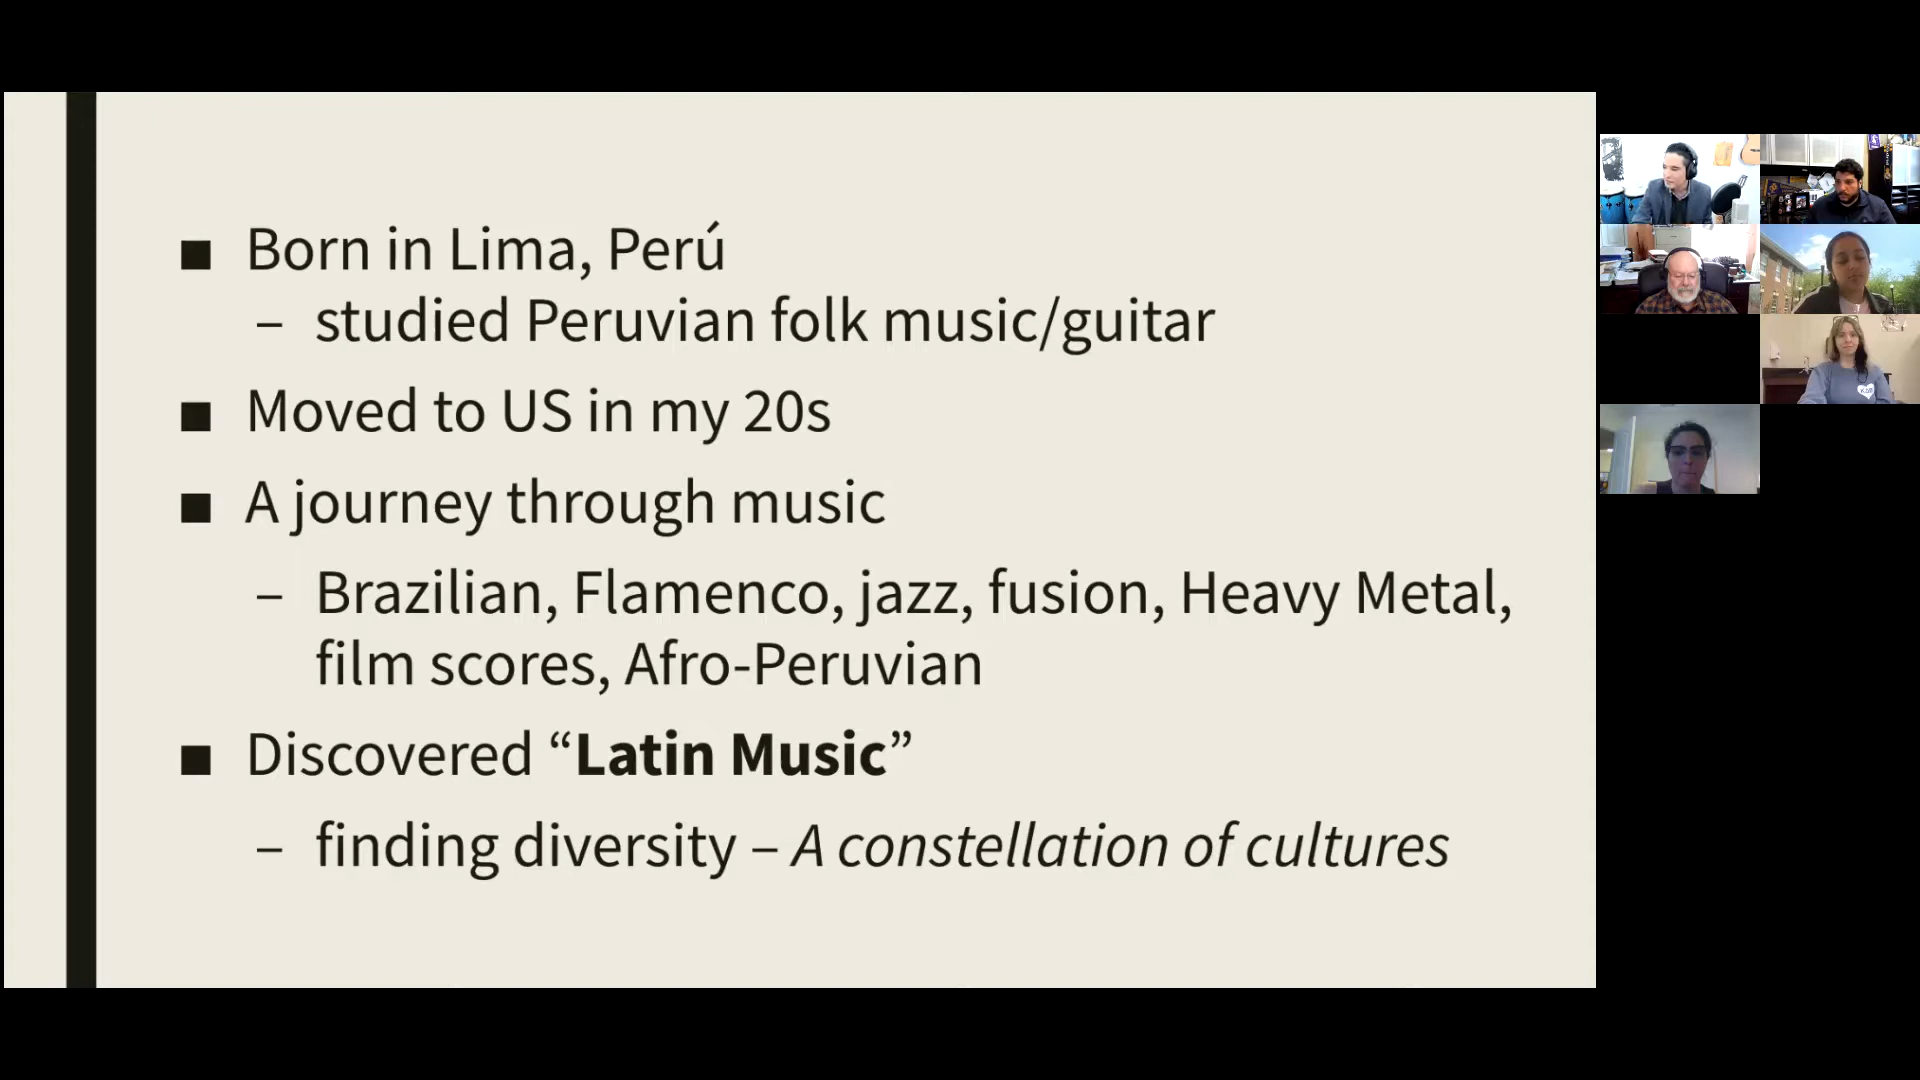 ■ Born in Lima, Perú
– studied Peruvian folk music/guitar
■ Moved to US in my 20s
■ A journey through music
– Brazilian, Flamenco, jazz, fusion, Heavy Metal,
film scores, Afro-Peruvian
■ Discovered “Latin Music”
– finding diversity – A constellation of cultures